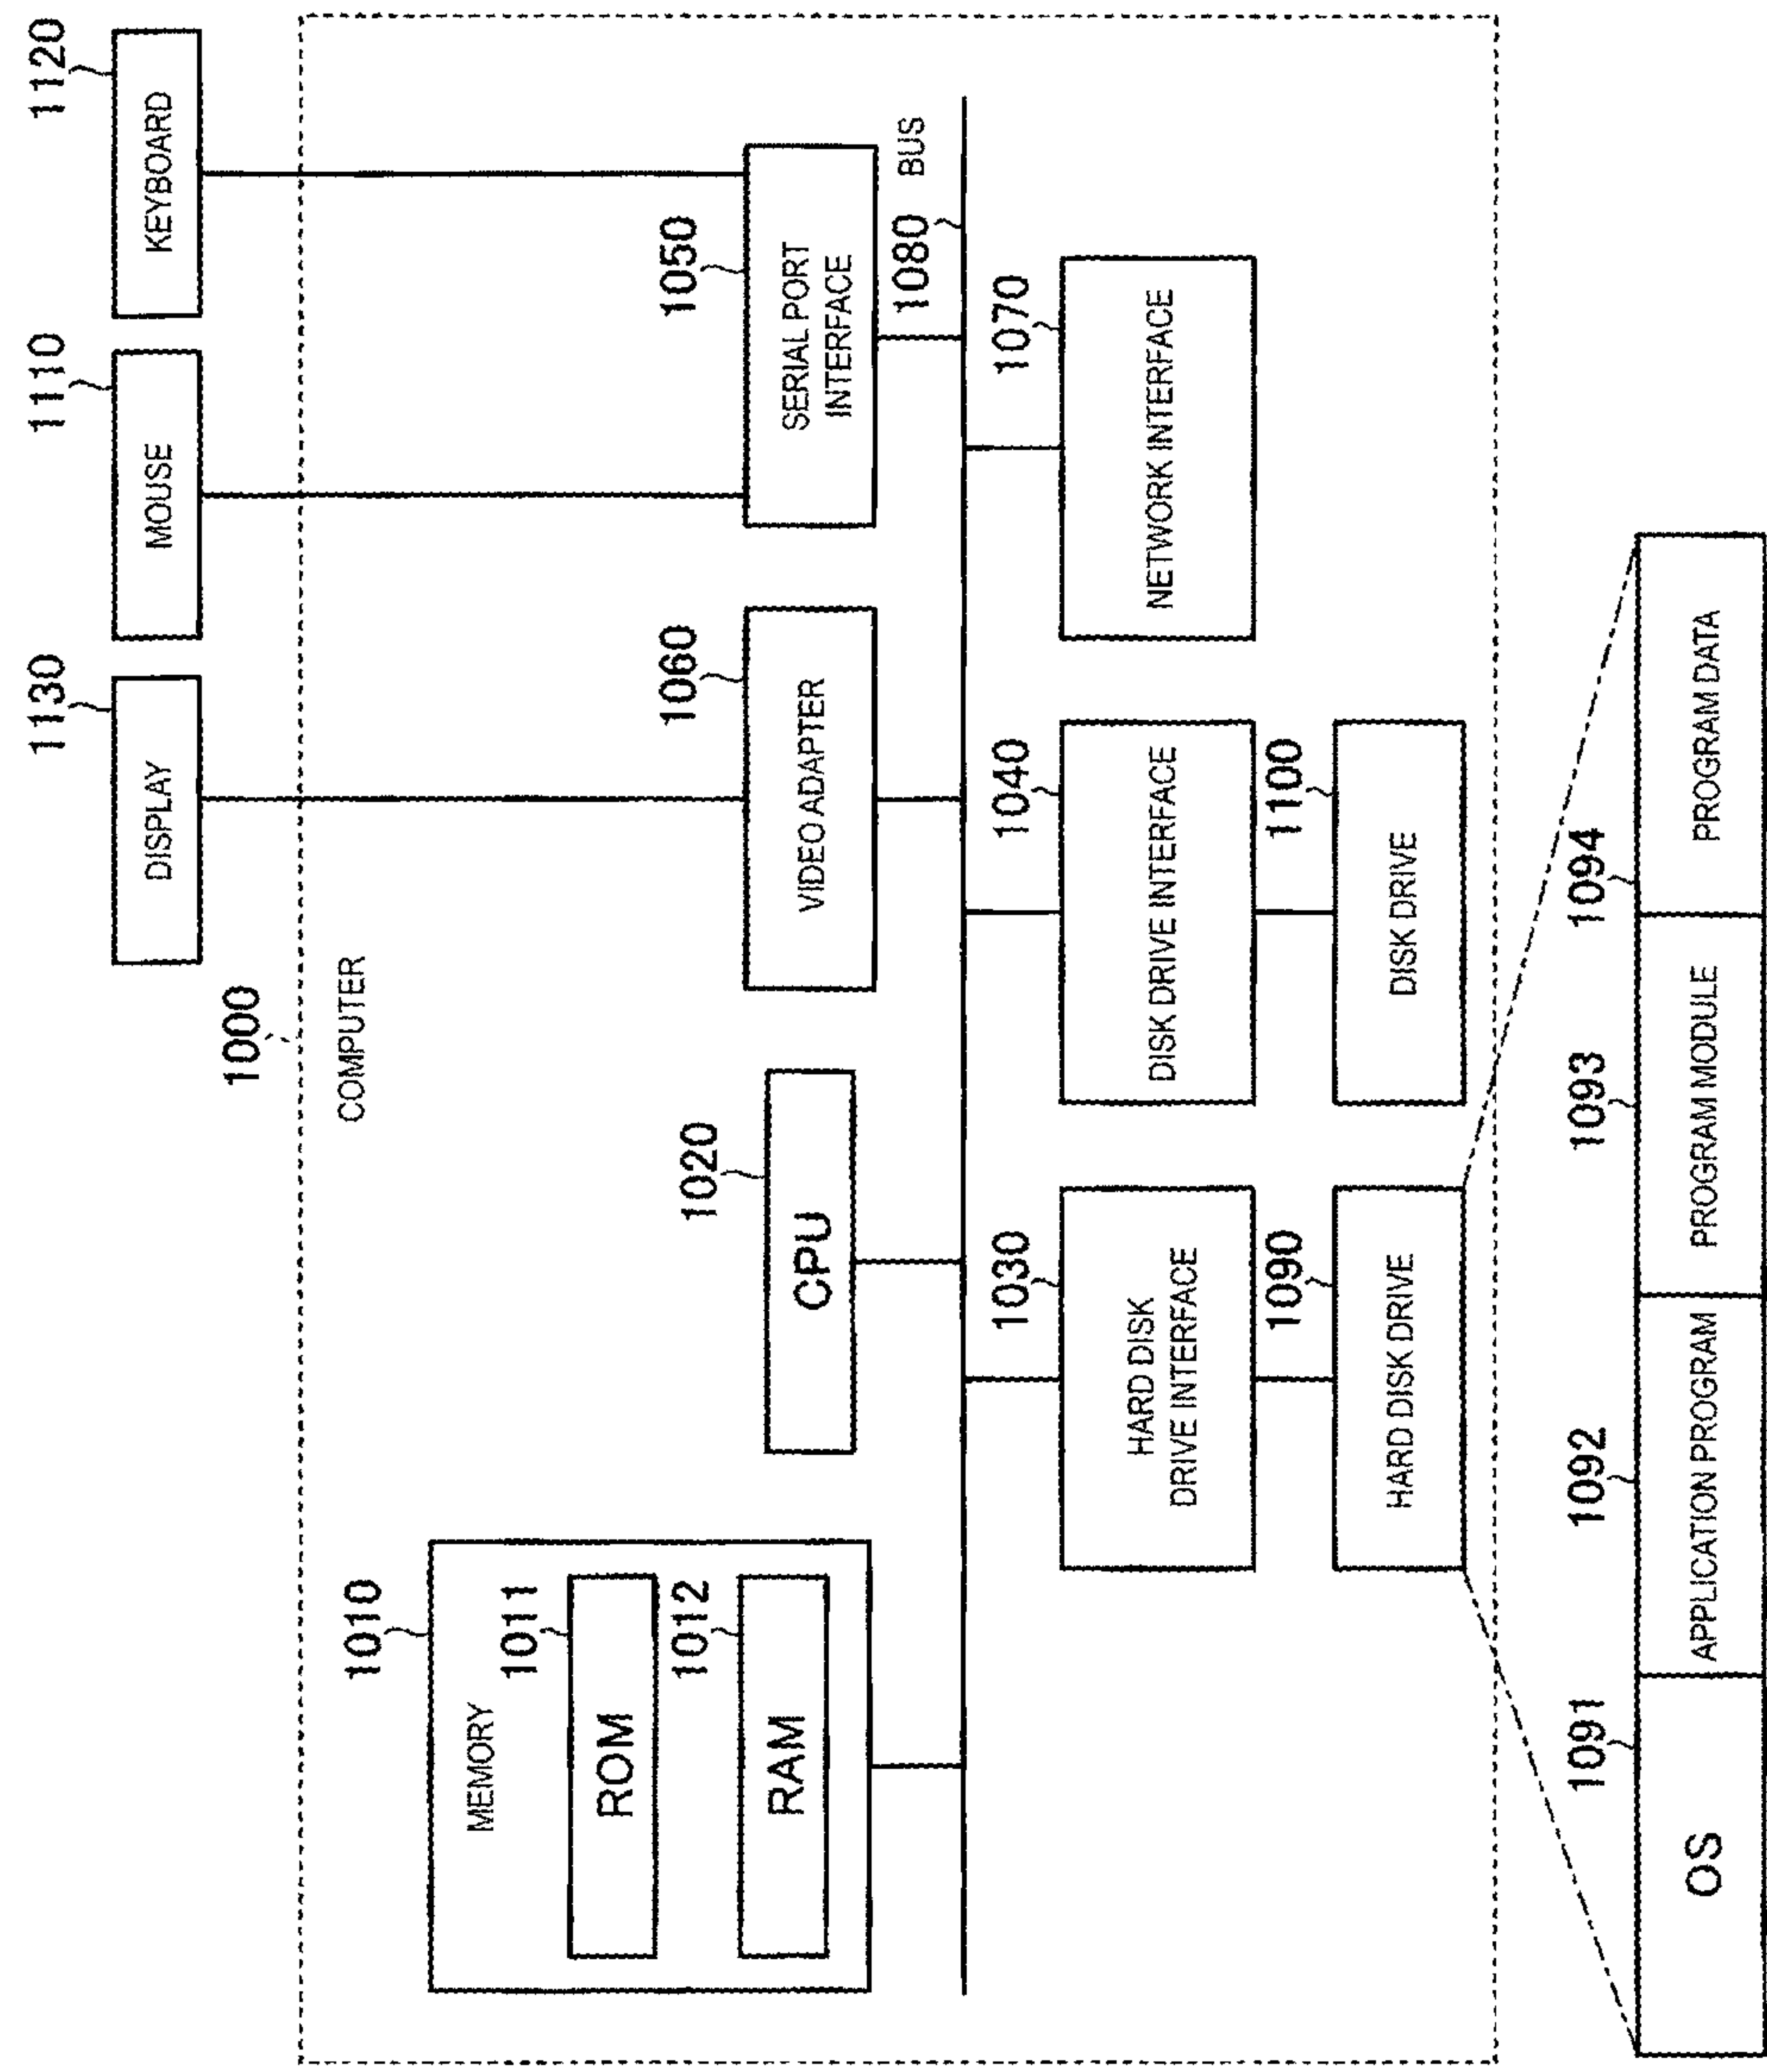 1000
COMPUTER
1010
MEMORY
1011
ROM
1012
RAM
1020
CPU
1130
DISPLAY
1060
VIDEO ADAPTER
1110
MOUSE
1120
KEYBOARD
1050
SERIAL PORT
INTERFACE
1080
BUS
1030
HARD DISK
DRIVE INTERFACE
1040
DISK DRIVE INTERFACE
1070
NETWORK INTERFACE
1090
HARD DISK DRIVE
1100
DISK DRIVE
1091
OS
1092
APPLICATION PROGRAM
1093
PROGRAM MODULE
1094
PROGRAM DATA